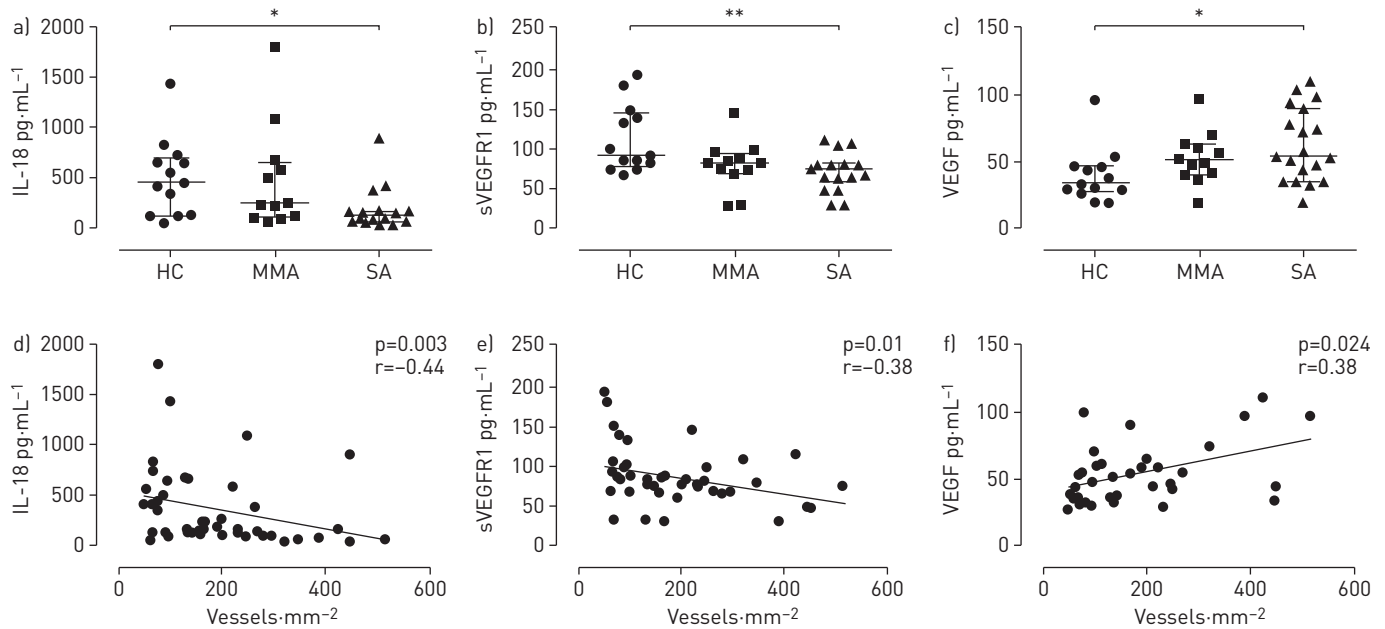 a)
*
IL-18 pg·mL⁻¹
2000
1500
1000
500
0
HC MMA SA
b)
**
sVEGFR1 pg·mL⁻¹
250
200
150
100
50
0
HC MMA SA
c)
*
VEGF pg·mL⁻¹
150
100
50
0
HC MMA SA
d)
p=0.003
r=−0.44
IL-18 pg·mL⁻¹
2000
1500
1000
500
0
0 200 400 600
Vessels·mm⁻²
e)
p=0.01
r=−0.38
sVEGFR1 pg·mL⁻¹
250
200
150
100
50
0
0 200 400 600
Vessels·mm⁻²
f)
p=0.024
r=0.38
VEGF pg·mL⁻¹
150
100
50
0
0 200 400 600
Vessels·mm⁻²